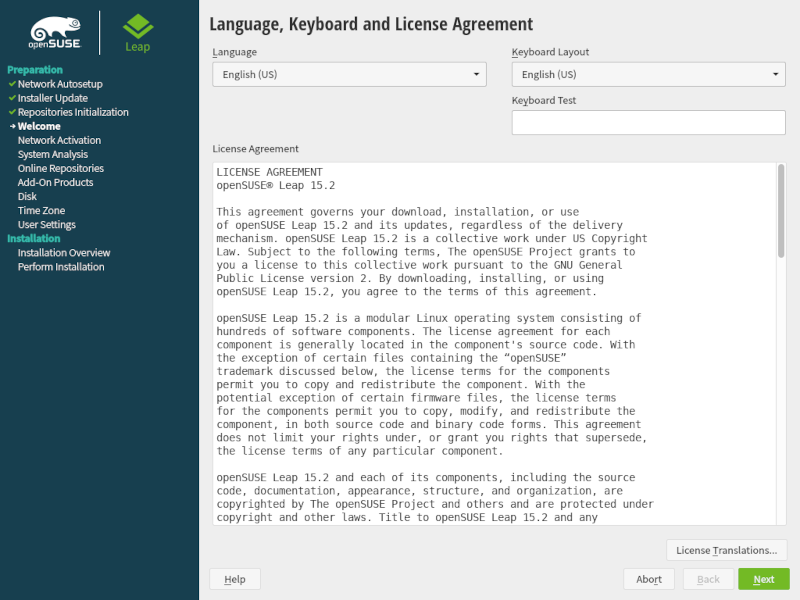 openSUSE
Leap
Preparation
Network Autosetup
Installer Update
Repositories Initialization
Welcome
Network Activation
System Analysis
Online Repositories
Add-On Products
Disk
Time Zone
User Settings
Installation
Installation Overview
Perform Installation
Language, Keyboard and License Agreement
Language
Keyboard Layout
English (US)
English (US)
Keyboard Test
License Agreement
LICENSE AGREEMENT
openSUSE® Leap 15.2
This agreement governs your download, installation, or use
of openSUSE Leap 15.2 and its updates, regardless of the delivery
mechanism. openSUSE Leap 15.2 is a collective work under US Copyright
Law. Subject to the following terms, The openSUSE Project grants to
you a license to this collective work pursuant to the GNU General
Public License version 2. By downloading, installing, or using
openSUSE Leap 15.2, you agree to the terms of this agreement.
openSUSE Leap 15.2 is a modular Linux operating system consisting of
hundreds of software components. The license agreement for each
component is generally located in the component's source code. With
the exception of certain files containing the “openSUSE”
trademark discussed below, the license terms for the components
permit you to copy and redistribute the component. With the
potential exception of certain firmware files, the license terms
for the components permit you to copy, modify, and redistribute the
component, in both source code and binary code forms. This agreement
does not limit your rights under, or grant you rights that supersede,
the license terms of any particular component.
openSUSE Leap 15.2 and each of its components, including the source
code, documentation, appearance, structure, and organization, are
copyrighted by The openSUSE Project and others and are protected under
copyright and other laws. Title to openSUSE Leap 15.2 and any
License Translations...
Help
Abort
Back
Next